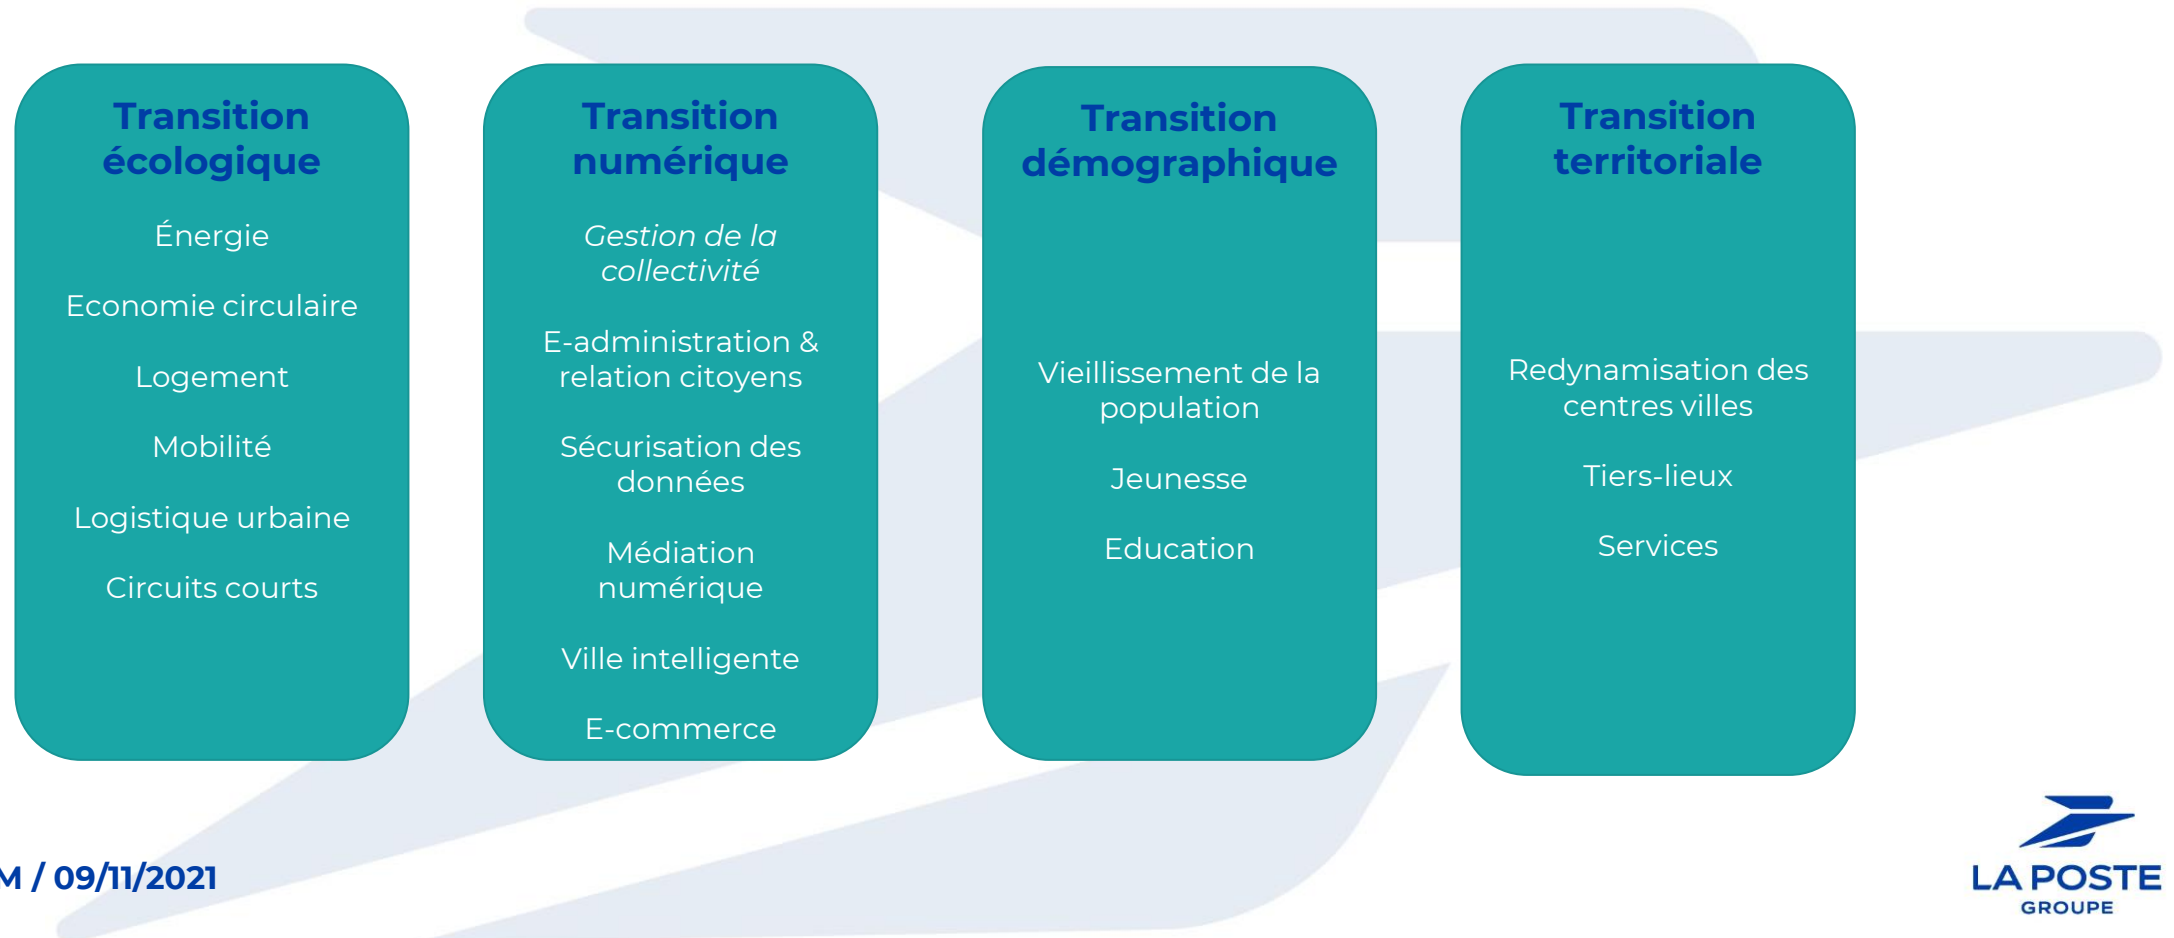 Transition
écologique
Énergie
Economie circulaire
Logement
Mobilité
Logistique urbaine
Circuits courts
Transition
numérique
Gestion de la
collectivité
E-administration &
relation citoyens
Sécurisation des
données
Médiation
numérique
Ville intelligente
E-commerce
Transition
démographique
Vieillissement de la
population
Jeunesse
Education
Transition
territoriale
Redynamisation des
centres villes
Tiers-lieux
Services
M / 09/11/2021
LA POSTE
GROUPE